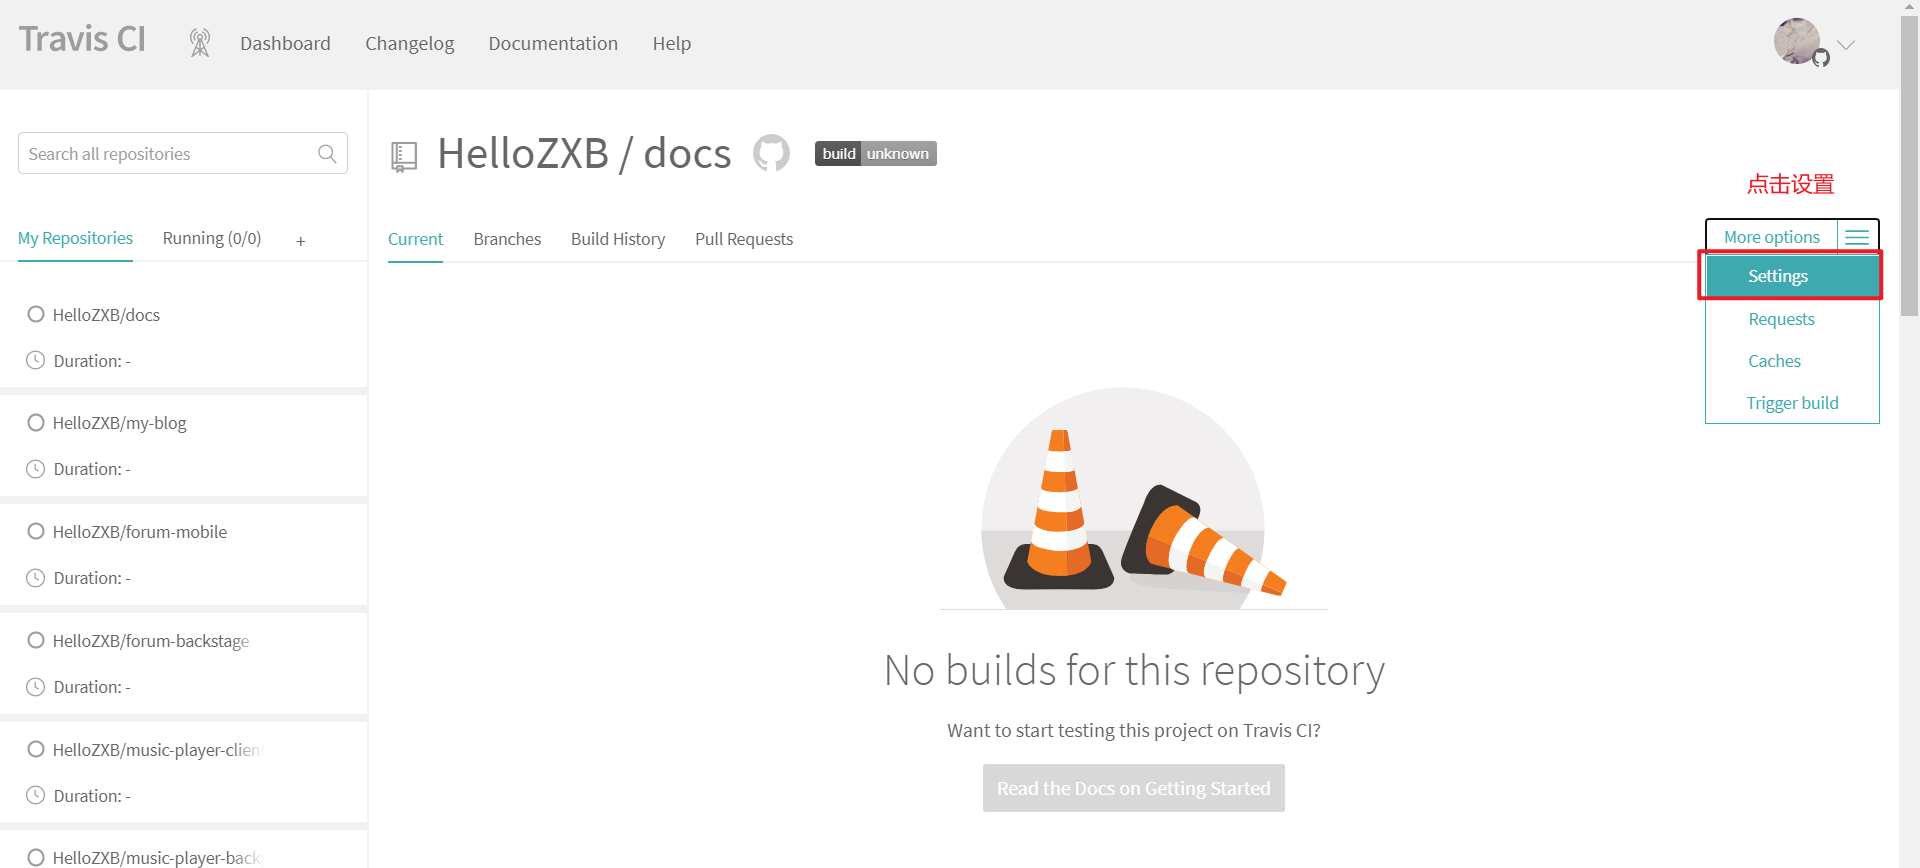 Travis CI
Dashboard Changelog Documentation Help
Search all repositories
My Repositories Running (0/0) +
HelloZXB/docs
Duration: -
HelloZXB/my-blog
Duration: -
HelloZXB/forum-mobile
Duration: -
HelloZXB/forum-backstage
Duration: -
HelloZXB/music-player-client
Duration: -
HelloZXB/music-player-back
HelloZXB / docs
build unknown
点击设置
Current Branches Build History Pull Requests
More options
Settings
Requests
Caches
Trigger build
No builds for this repository
Want to start testing this project on Travis CI?
Read the Docs on Getting Started